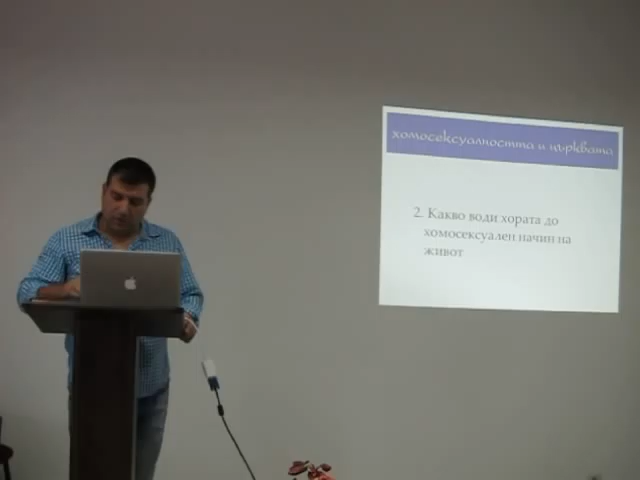 хомосексуалността и църквата
2. Какво води хората до
хомосексуален начин на
живот